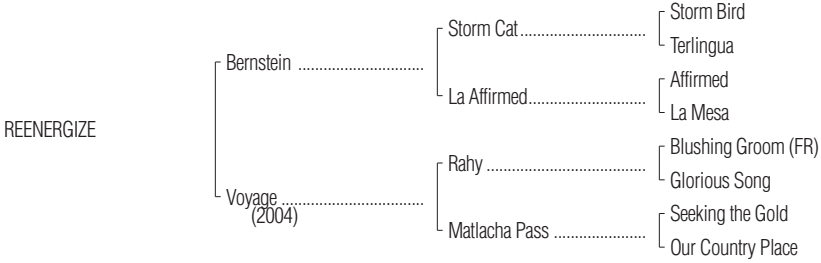 Storm Bird
Storm Cat..............................
Terlingua
Bernstein ..............................
Affirmed
La Affirmed............................
La Mesa
REENERGIZE
Blushing Groom (FR)
Rahy ......................................
Glorious Song
Voyage ..................................
(2004)
Seeking the Gold
Matlacha Pass ......................
Our Country Place